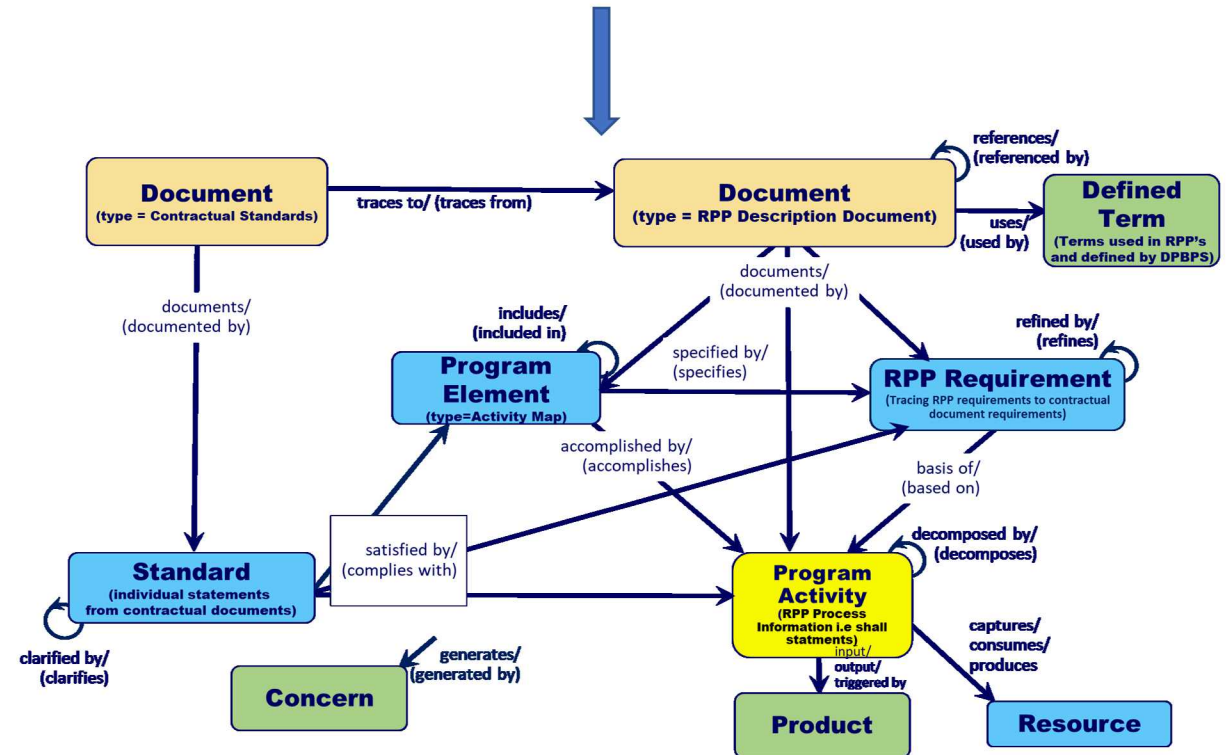 references/
(referenced by)
Document
(type = Contractual Standards)
traces to/ (traces from)
Document
(type = RPP Description Document)
uses/
(used by)
Defined
Term
(Terms used in RPP's
and defined by DPBPS)
documents/
(documented by)
documents/
(documented by)
includes/
(included in)
specified by/
(specifies)
refined by/
(refines)
Program
Element
(type=Activity Map)
RPP Requirement
(Tracing RPP requirements to contractual
document requirements)
accomplished by/
(accomplishes)
basis of/
(based on)
satisfied by/
(complies with)
decomposed by/
(decomposes)
Standard
(individual statements
from contractual documents)
Program
Activity
(RPP Process
Information i.e shall
statments)
clarified by/
(clarifies)
generates/
(generated by)
Concern
input/
output/
triggered by
captures/
consumes/
produces
Product
Resource